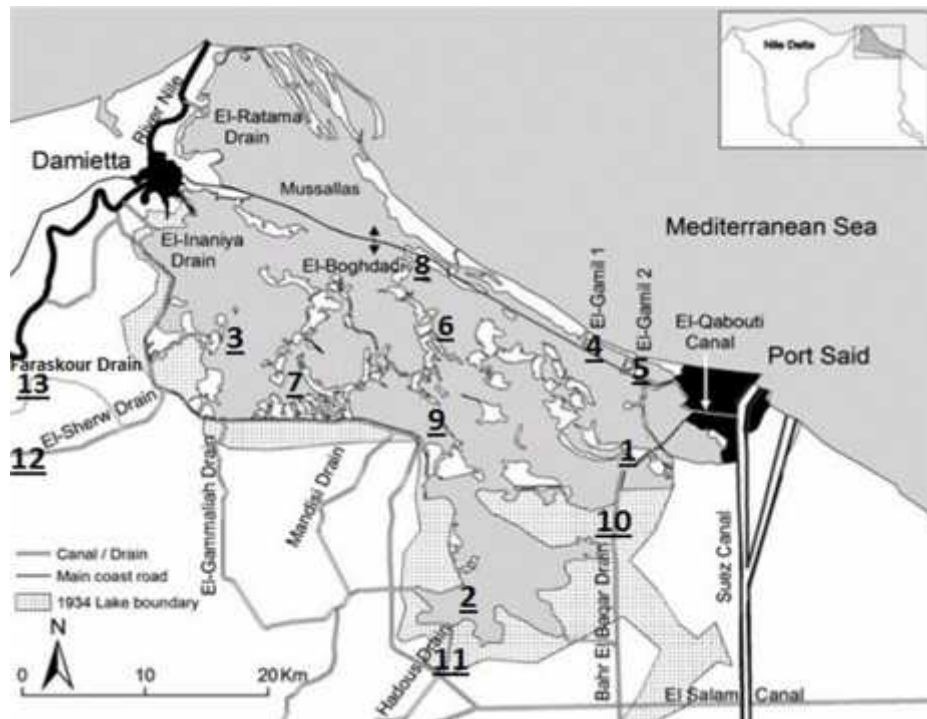 Nile Delta
River Nile
El-Ratama
Drain
Damietta
Mussallas
Mediterranean Sea
El-Inaniya
Drain
El-Boghdadi
8
El-Gamil 1
El-Gamil 2
El-Qabouti
Canal
3
6
4
5
Port Said
Faraskour Drain
13
7
El-Sherw Drain
9
1
12
El-Gammaliah Drain
Mandisi Drain
10
Suez Canal
Canal / Drain
Main coast road
1934 Lake boundary
Bahr El Baqar Drain
2
N
Hadous Drain
11
0 10 20 Km
El Salam Canal